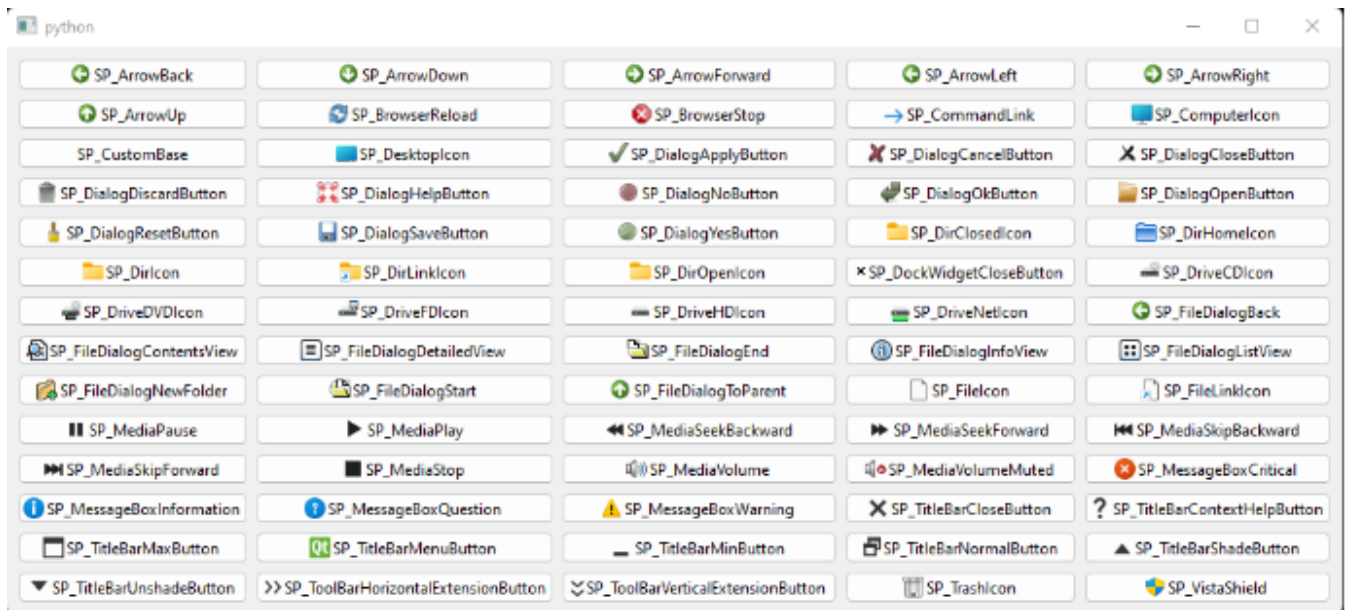 python
SP_ArrowBack SP_ArrowDown SP_ArrowForward SP_ArrowLeft SP_ArrowRight
SP_ArrowUp SP_BrowserReload SP_BrowserStop SP_CommandLink SP_ComputerIcon
SP_CustomBase SP_DesktopIcon SP_DialogApplyButton SP_DialogCancelButton SP_DialogCloseButton
SP_DialogDiscardButton SP_DialogHelpButton SP_DialogNoButton SP_DialogOkButton SP_DialogOpenButton
SP_DialogResetButton SP_DialogSaveButton SP_DialogYesButton SP_DirClosedIcon SP_DirHomeIcon
SP_DirIcon SP_DirLinkIcon SP_DirOpenIcon SP_DockWidgetCloseButton SP_DriveCDIcon
SP_DriveDVDIcon SP_DriveFDIcon SP_DriveHDIcon SP_DriveNetIcon SP_FileDialogBack
SP_FileDialogContentsView SP_FileDialogDetailedView SP_FileDialogEnd SP_FileDialogInfoView SP_FileDialogListView
SP_FileDialogNewFolder SP_FileDialogStart SP_FileDialogToParent SP_FileIcon SP_FileLinkIcon
SP_MediaPause SP_MediaPlay SP_MediaSeekBackward SP_MediaSeekForward SP_MediaSkipBackward
SP_MediaSkipForward SP_MediaStop SP_MediaVolume SP_MediaVolumeMuted SP_MessageBoxCritical
SP_MessageBoxInformation SP_MessageBoxQuestion SP_MessageBoxWarning SP_TitleBarCloseButton SP_TitleBarContextHelpButton
SP_TitleBarMaxButton Qt SP_TitleBarMenuButton SP_TitleBarMinButton SP_TitleBarNormalButton SP_TitleBarShadeButton
SP_TitleBarUnshadeButton SP_ToolBarHorizontalExtensionButton SP_ToolBarVerticalExtensionButton SP_TrashIcon SP_VistaShield